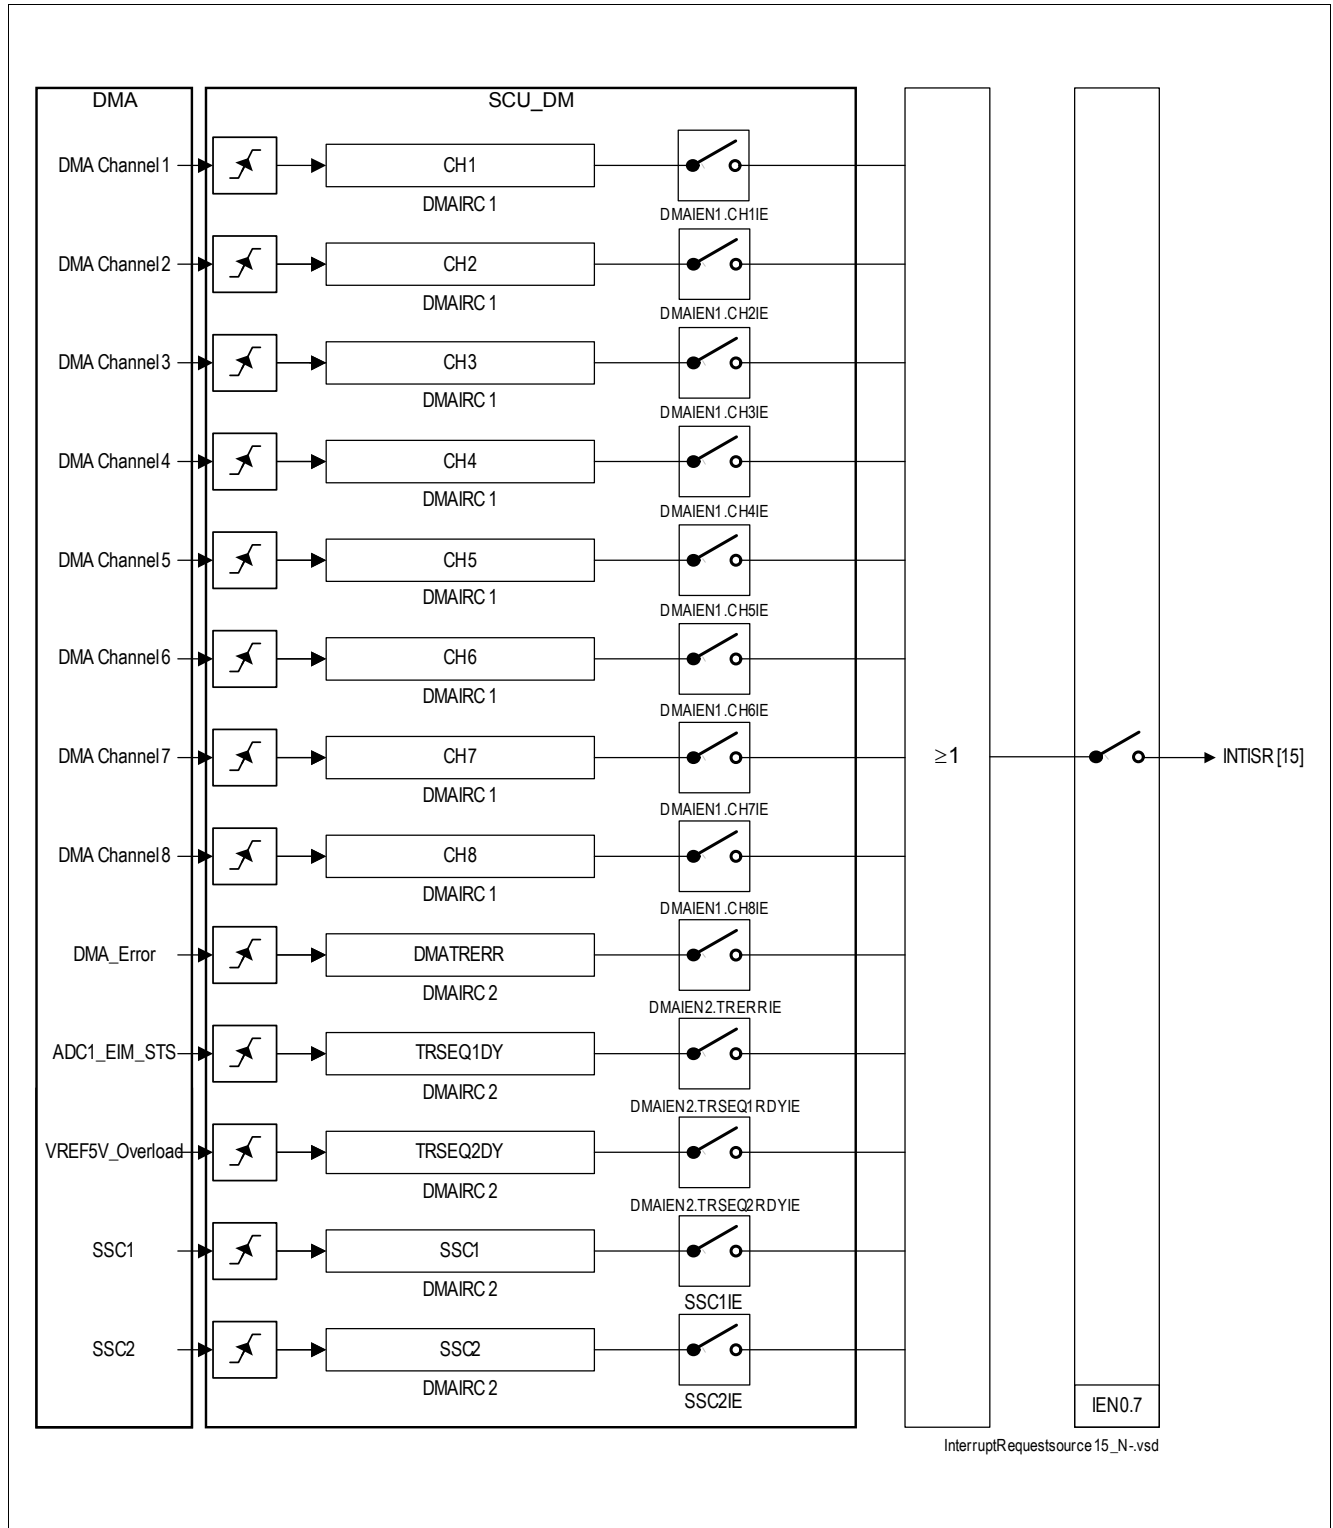 DMA SCU_DM
DMA Channel 1 CH1
DMAIRC 1
DMAIEN1.CH1IE
DMA Channel 2 CH2
DMAIRC 1
DMAIEN1.CH2IE
DMA Channel 3 CH3
DMAIRC 1
DMAIEN1.CH3IE
DMA Channel 4 CH4
DMAIRC 1
DMAIEN1.CH4IE
DMA Channel 5 CH5
DMAIRC 1
DMAIEN1.CH5IE
DMA Channel 6 CH6
DMAIRC 1
DMAIEN1.CH6IE
DMA Channel 7 CH7 ≥1 INTISR [15]
DMAIRC 1
DMAIEN1.CH7IE
DMA Channel 8 CH8
DMAIRC 1
DMAIEN1.CH8IE
DMA_Error DMATRERR
DMAIRC 2
DMAIEN2.TRERRIE
ADC1_EIM_STS TRSEQ1DY
DMAIRC 2
DMAIEN2.TRSEQ1RDYIE
VREF5V_Overload TRSEQ2DY
DMAIRC 2
DMAIEN2.TRSEQ2RDYIE
SSC1 SSC1
DMAIRC 2
SSC1IE
SSC2 SSC2
DMAIRC 2
SSC2IE
IEN0.7
InterruptRequestsource 15_N-.vsd